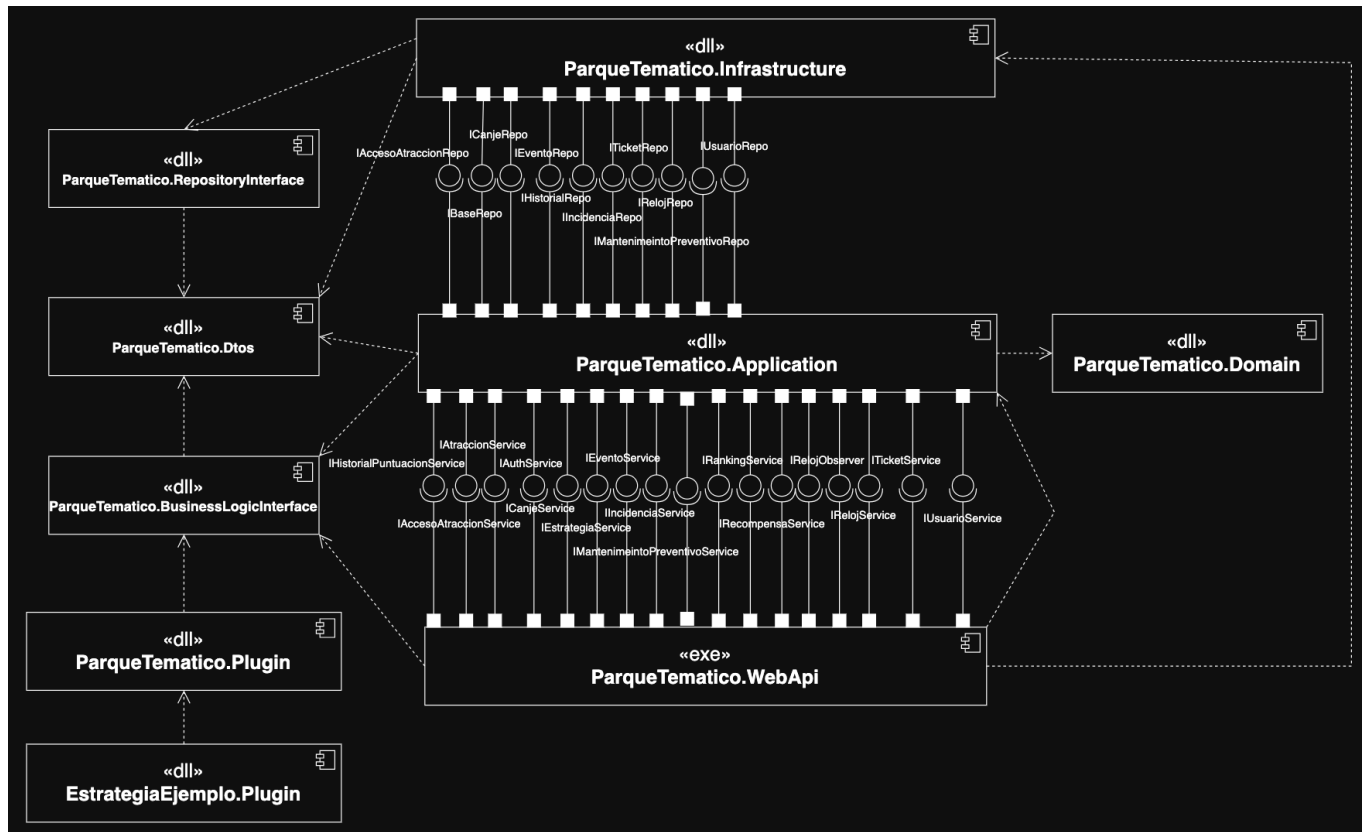 «dll»
ParqueTematico.Infrastructure
«dll»
ParqueTematico.RepositoryInterface
ICanjeRepo
IAccesoAtraccionRepo
IEventoRepo
ITicketRepo
IUsuarioRepo
IHistorialRepo
IRelojRepo
IBaseRepo
IIncidenciaRepo
IMantenimeintoPreventivoRepo
«dll»
ParqueTematico.Dtos
«dll»
ParqueTematico.Application
«dll»
ParqueTematico.Domain
IAtraccionService
IHistorialPuntuacionService
IAuthService
IEventoService
IRankingService
IRelojObserver
ITicketService
«dll»
ParqueTematico.BusinessLogicInterface
ICanjeService
IIncidenciaService
IRelojService
IAccesoAtraccionService
IEstrategiaService
IRecompensaService
IUsuarioService
IMantenimeintoPreventivoService
«dll»
ParqueTematico.Plugin
«exe»
ParqueTematico.WebApi
«dll»
EstrategiaEjemplo.Plugin